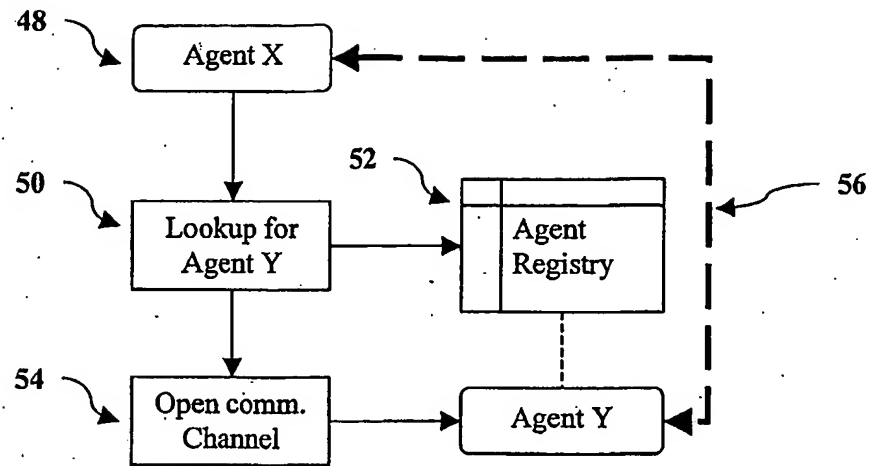 48
Agent X
50
Lookup for
Agent Y
52
Agent
Registry
56
54
Open comm.
Channel
Agent Y